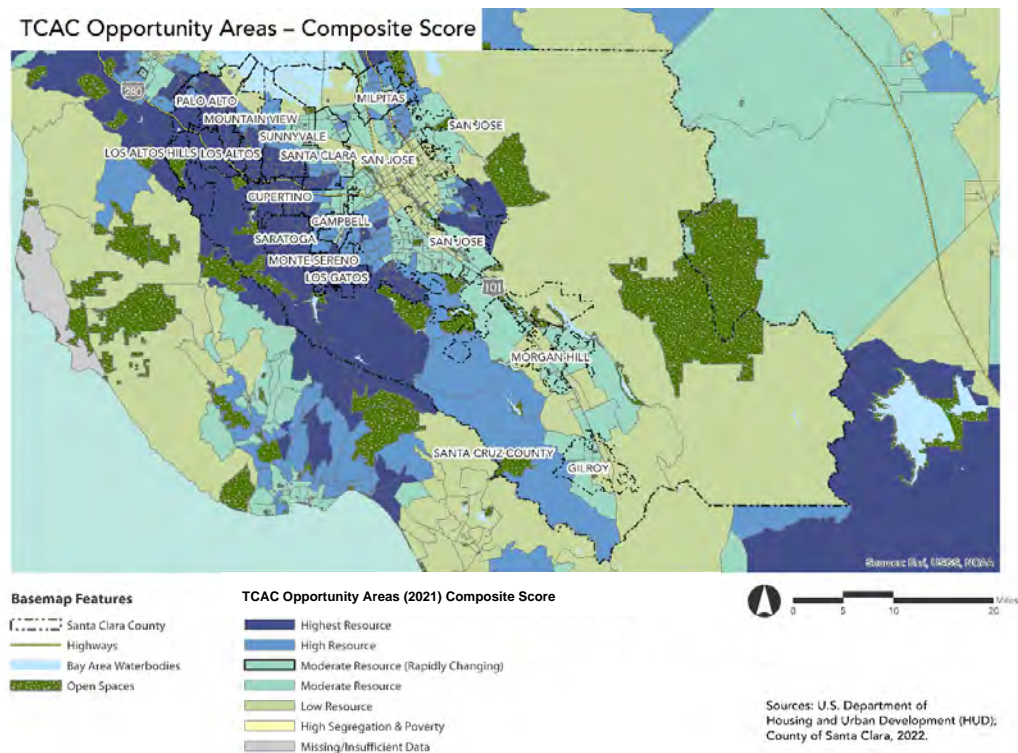 TCAC Opportunity Areas – Composite Score
280
PALO ALTO
MILPITAS
MOUNTAIN VIEW
SAN JOSE
SUNNYVALE
LOS ALTOS HILLS
LOS ALTOS
SANTA CLARA
SAN JOSE
CUPERTINO
CAMPBELL
SARATOGA
SAN JOSE
MONTE SERENO
LOS GATOS
101
MORGAN HILL
SANTA CRUZ COUNTY
GILROY
Sources: Esri, USGS, NOAA
Basemap Features
Santa Clara County
Highways
Bay Area Waterbodies
Open Spaces
TCAC Opportunity Areas (2021) Composite Score
Highest Resource
High Resource
Moderate Resource (Rapidly Changing)
Moderate Resource
Low Resource
High Segregation & Poverty
Missing/Insufficient Data
0 5 10 20 Miles
Sources: U.S. Department of
Housing and Urban Development (HUD);
County of Santa Clara, 2022.